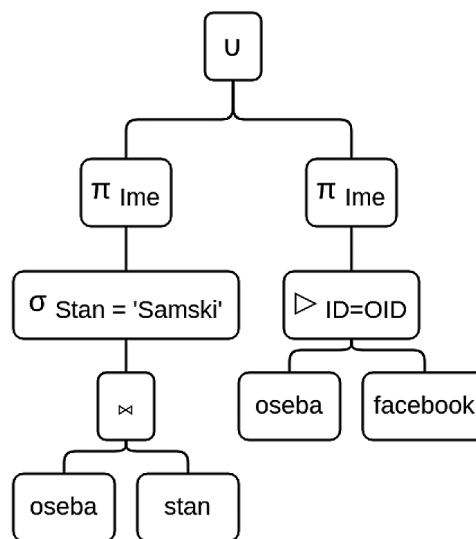 ∪
π Ime
π Ime
σ Stan = 'Samski'
▷ ID=OID
⋈
oseba
facebook
oseba
stan